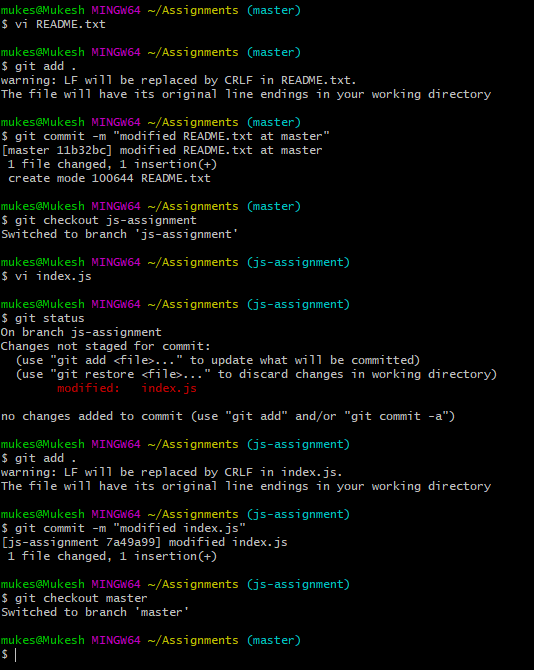 mukes@Mukesh MINGW64 ~/Assignments (master)
$ vi README.txt

mukes@Mukesh MINGW64 ~/Assignments (master)
$ git add .
warning: LF will be replaced by CRLF in README.txt.
The file will have its original line endings in your working directory

mukes@Mukesh MINGW64 ~/Assignments (master)
$ git commit -m "modified README.txt at master"
[master 11b32bc] modified README.txt at master
 1 file changed, 1 insertion(+)
 create mode 100644 README.txt

mukes@Mukesh MINGW64 ~/Assignments (master)
$ git checkout js-assignment
Switched to branch 'js-assignment'

mukes@Mukesh MINGW64 ~/Assignments (js-assignment)
$ vi index.js

mukes@Mukesh MINGW64 ~/Assignments (js-assignment)
$ git status
On branch js-assignment
Changes not staged for commit:
  (use "git add <file>..." to update what will be committed)
  (use "git restore <file>..." to discard changes in working directory)
        modified:   index.js

no changes added to commit (use "git add" and/or "git commit -a")

mukes@Mukesh MINGW64 ~/Assignments (js-assignment)
$ git add .
warning: LF will be replaced by CRLF in index.js.
The file will have its original line endings in your working directory

mukes@Mukesh MINGW64 ~/Assignments (js-assignment)
$ git commit -m "modified index.js"
[js-assignment 7a49a99] modified index.js
 1 file changed, 1 insertion(+)

mukes@Mukesh MINGW64 ~/Assignments (js-assignment)
$ git checkout master
Switched to branch 'master'

mukes@Mukesh MINGW64 ~/Assignments (master)
$